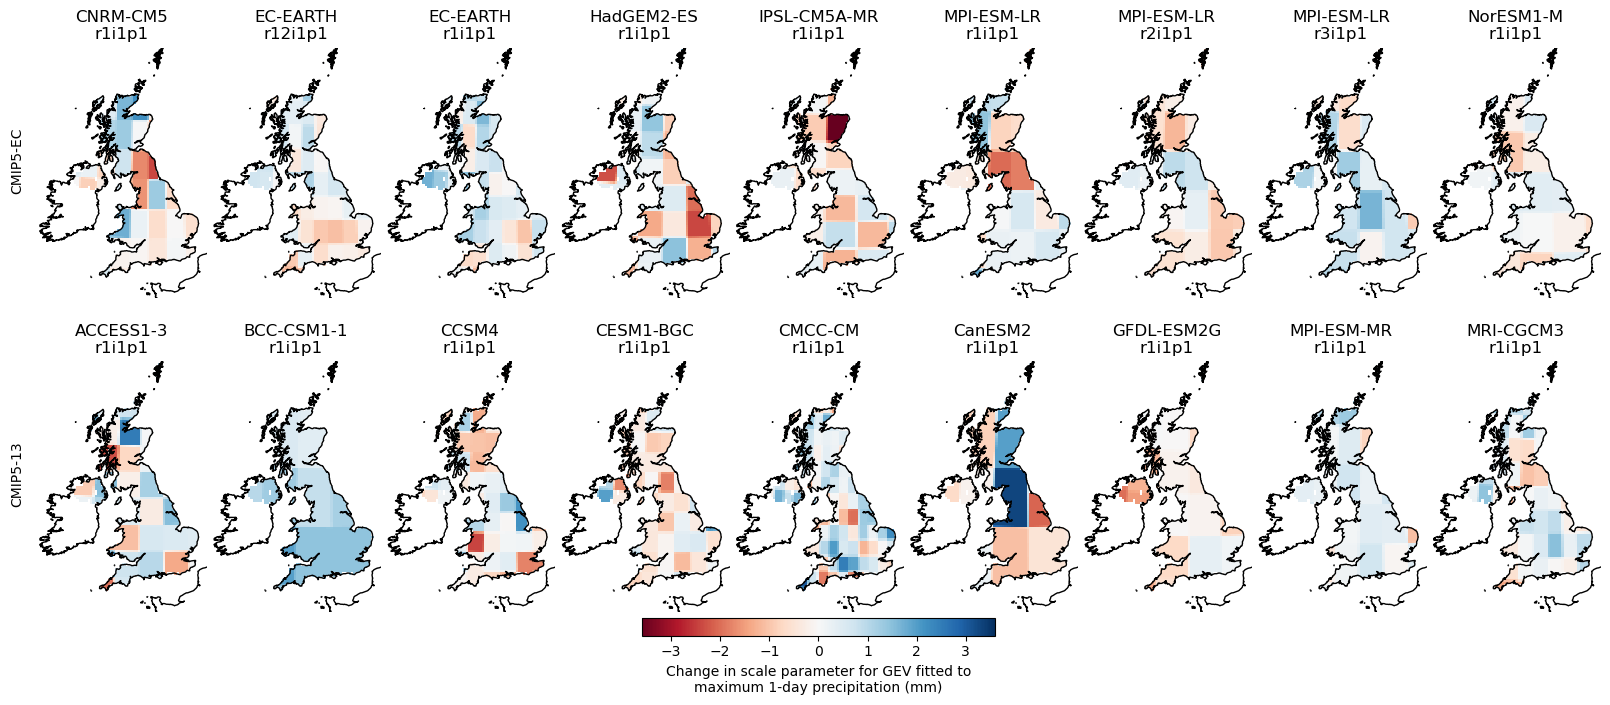 CNRM-CM5
r1i1p1
EC-EARTH
r12i1p1
EC-EARTH
r1i1p1
HadGEM2-ES
r1i1p1
IPSL-CM5A-MR
r1i1p1
MPI-ESM-LR
r1i1p1
MPI-ESM-LR
r2i1p1
MPI-ESM-LR
r3i1p1
NorESM1-M
r1i1p1
CMIP5-EC
ACCESS1-3
r1i1p1
BCC-CSM1-1
r1i1p1
CCSM4
r1i1p1
CESM1-BGC
r1i1p1
CMCC-CM
r1i1p1
CanESM2
r1i1p1
GFDL-ESM2G
r1i1p1
MPI-ESM-MR
r1i1p1
MRI-CGCM3
r1i1p1
CMIP5-13
−3 −2 −1 0 1 2 3
Change in scale parameter for GEV fitted to
maximum 1-day precipitation (mm)